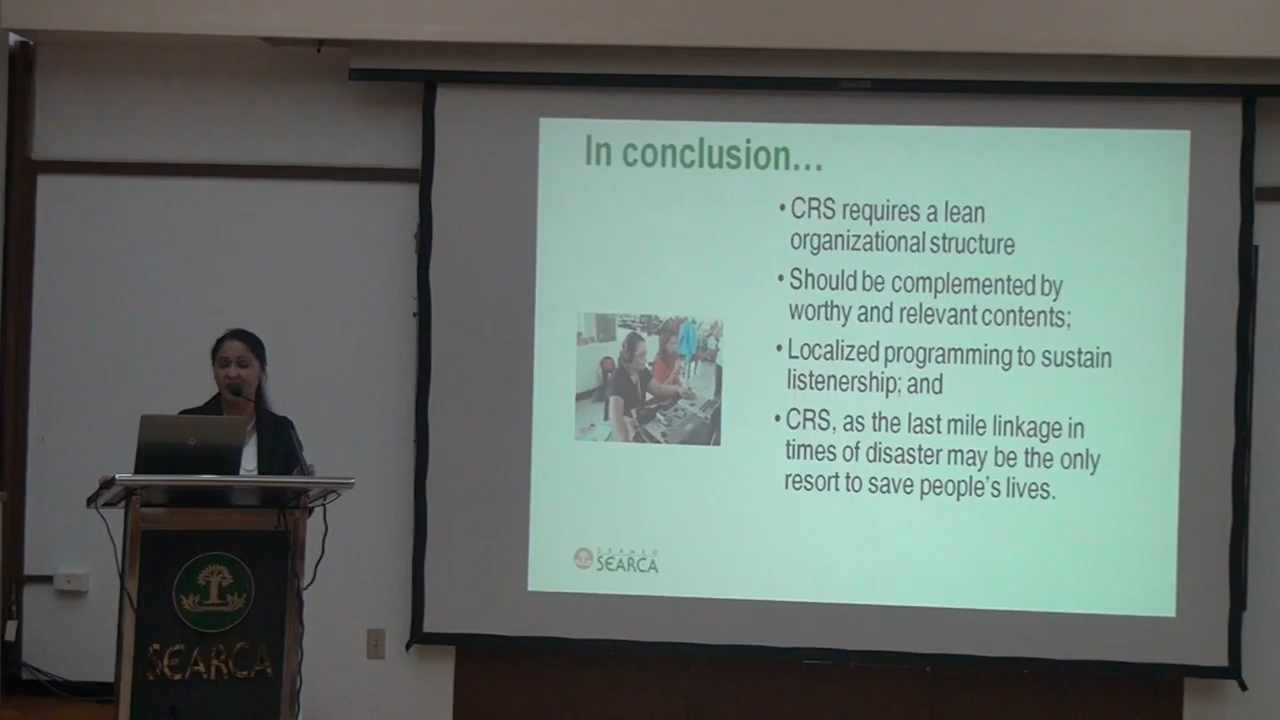 In conclusion…
• CRS requires a lean
organizational structure
• Should be complemented by
worthy and relevant contents;
• Localized programming to sustain
listenership; and
• CRS, as the last mile linkage in
times of disaster may be the only
resort to save people's lives.
SEAMEO
SEARCA
SEARCA